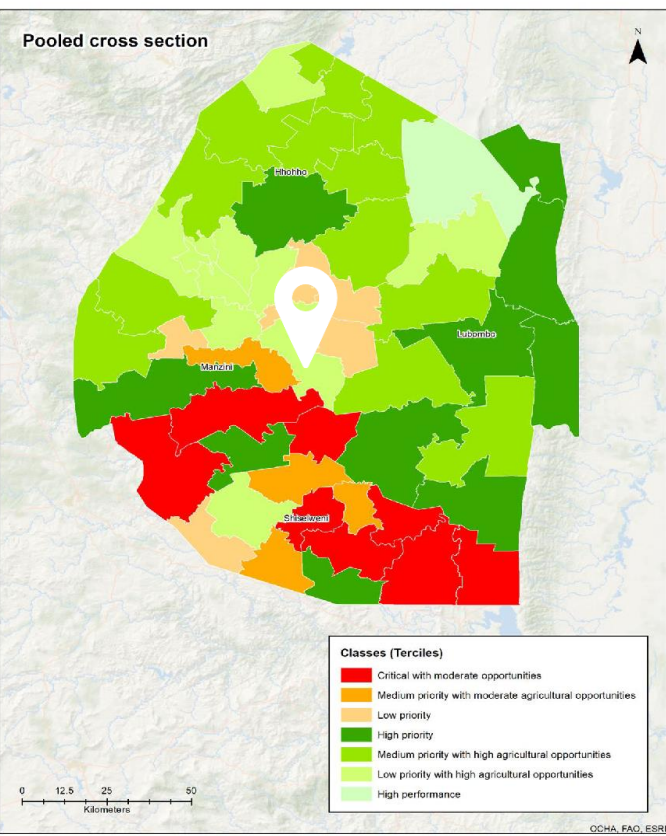 Pooled cross section
N
Hhohho
Lubombo
Manzini
Shiselweni
Classes (Terciles)
Critical with moderate opportunities
Medium priority with moderate agricultural opportunities
Low priority
High priority
Medium priority with high agricultural opportunities
Low priority with high agricultural opportunities
High performance
0 12.5 25 50
Kilometers
OCHA, FAO, ESRI